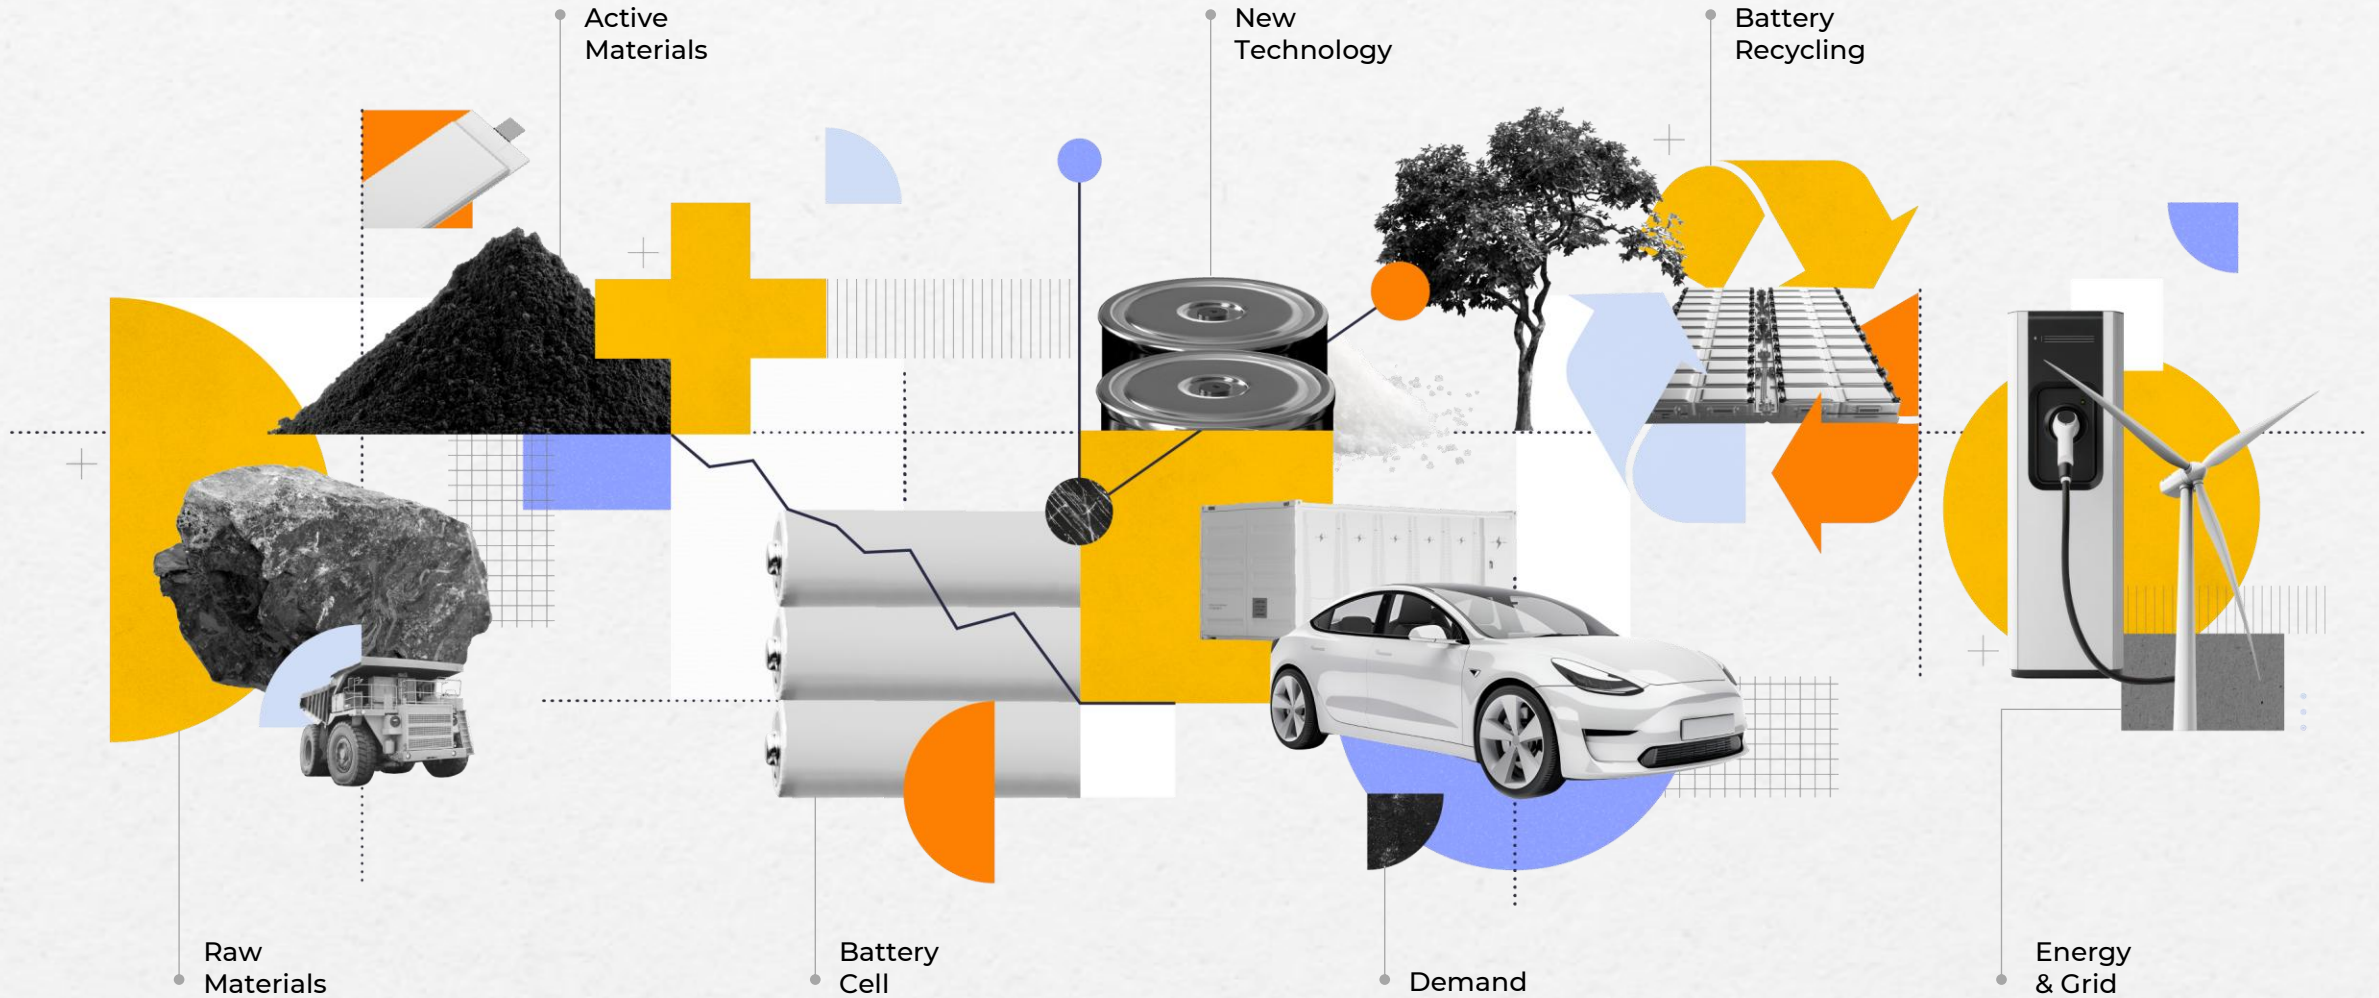 Active
Materials
New
Technology
Battery
Recycling
Raw
Materials
Battery
Cell
Demand
Energy
& Grid